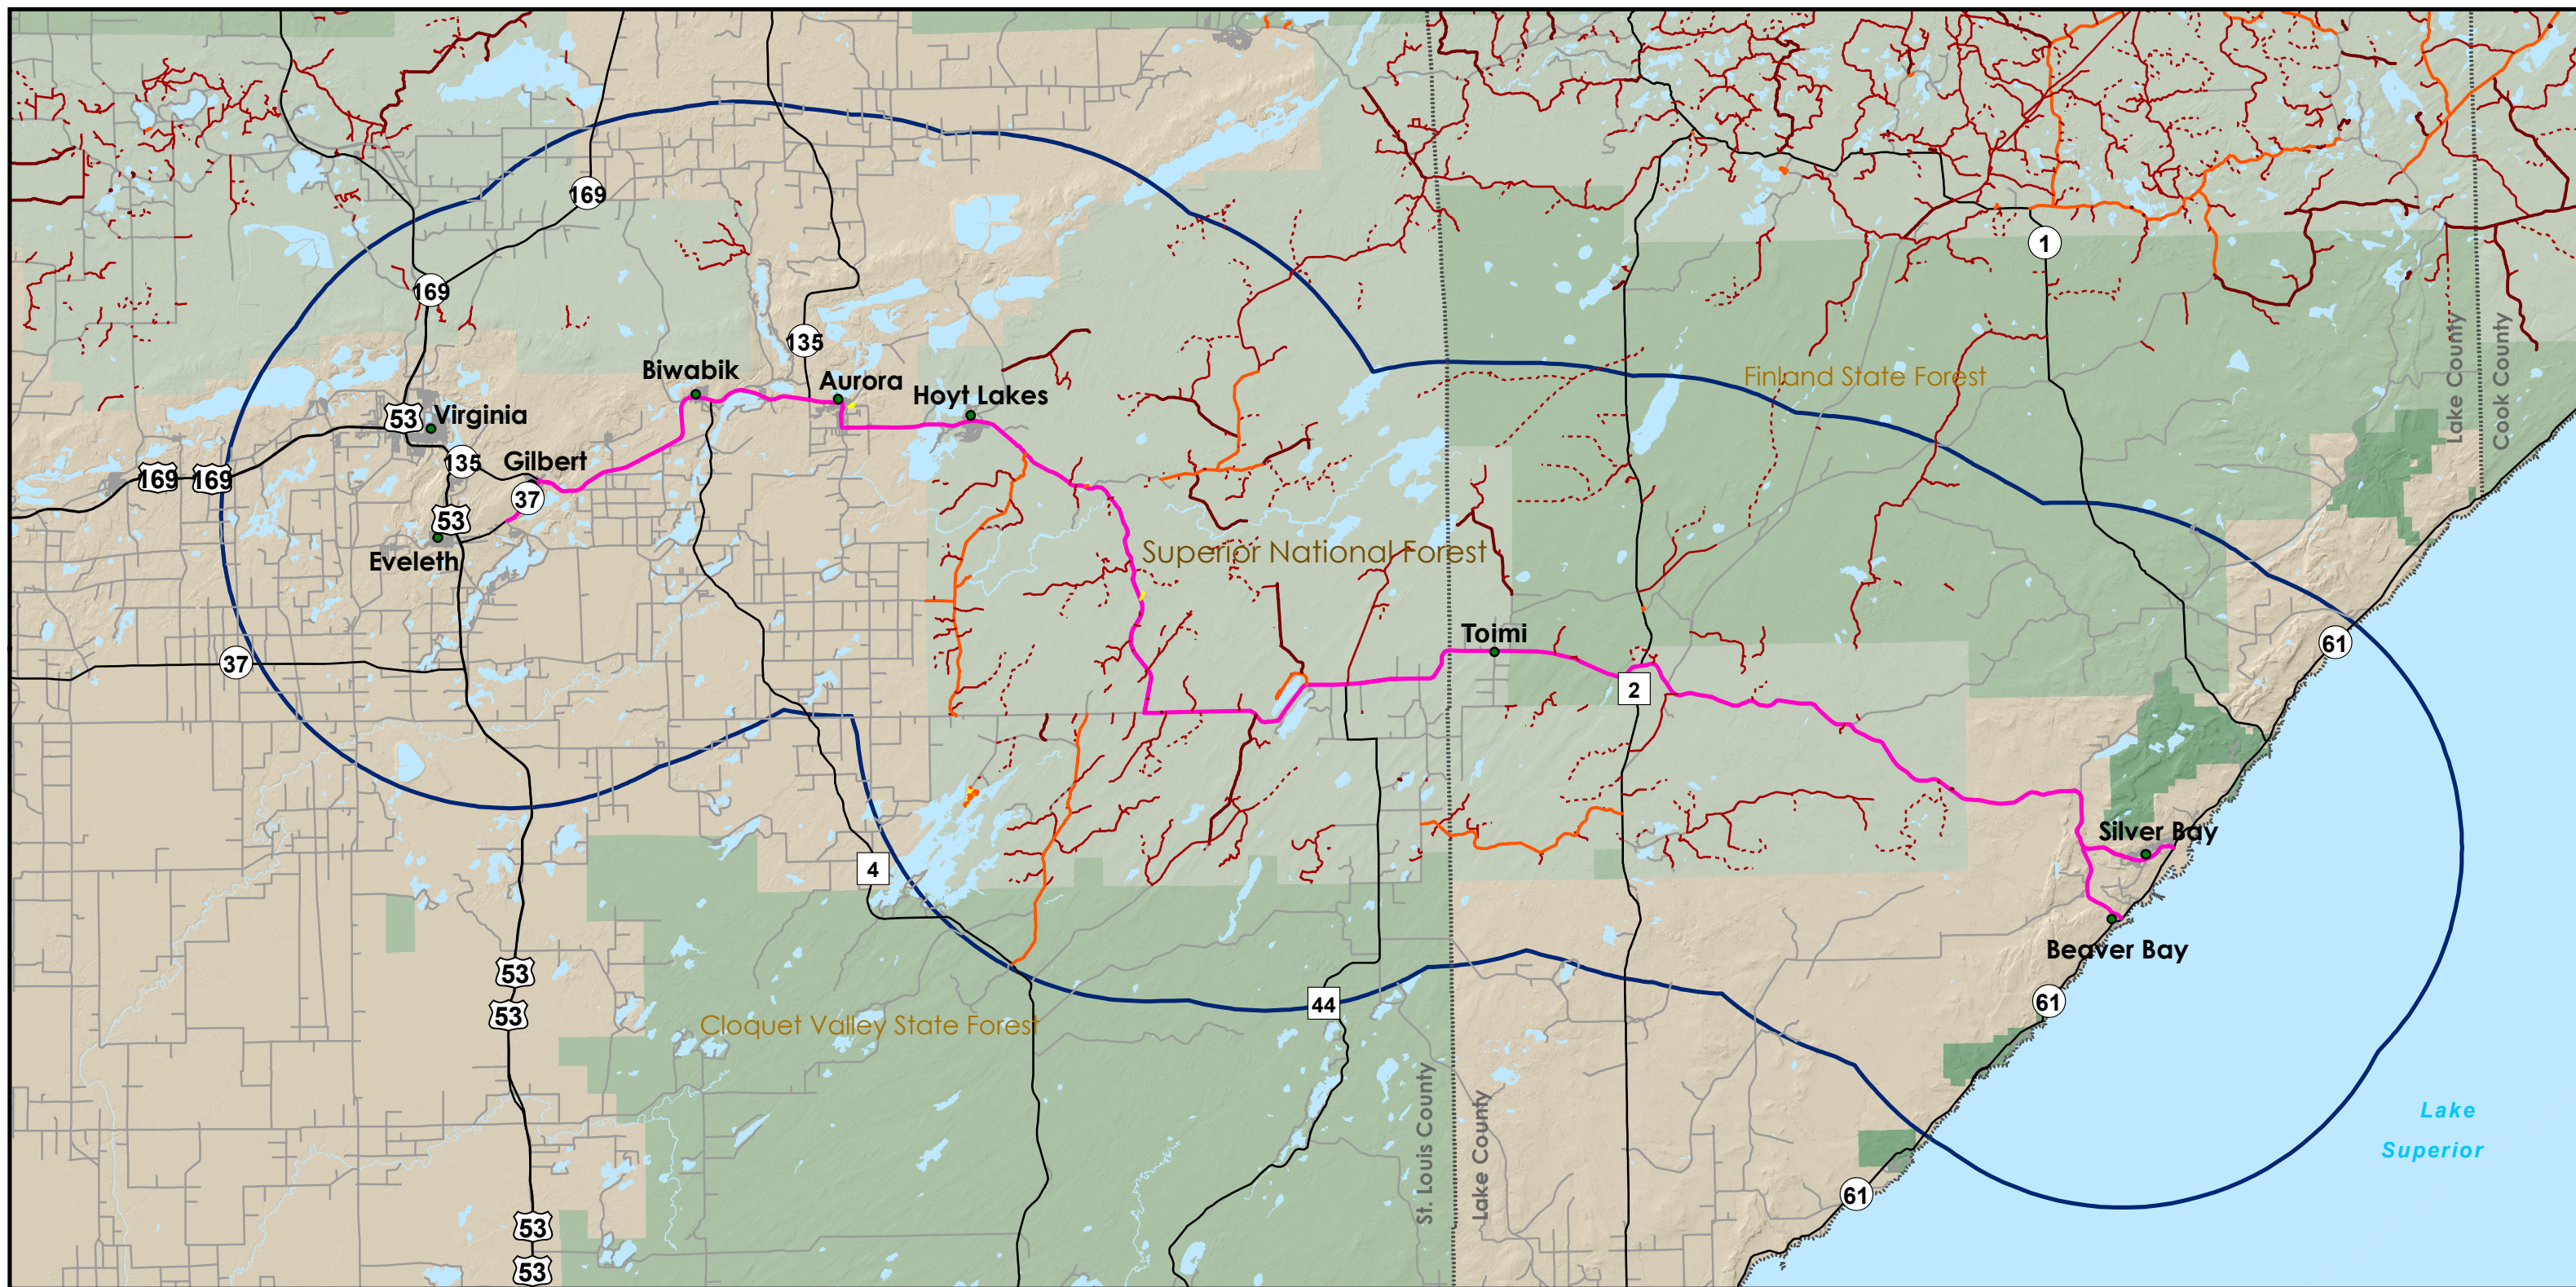 169
1
169
135
Lake County
Cook County
Biwabik
Aurora
Hoyt Lakes
Finland State Forest
53
Virginia
135
Gilbert
169
169
37
53
Eveleth
Superior National Forest
Toimi
61
37
2
Silver Bay
4
Beaver Bay
53
61
44
53
Cloquet Valley State Forest
St. Louis County
Lake County
Lake
Superior
61
53
53